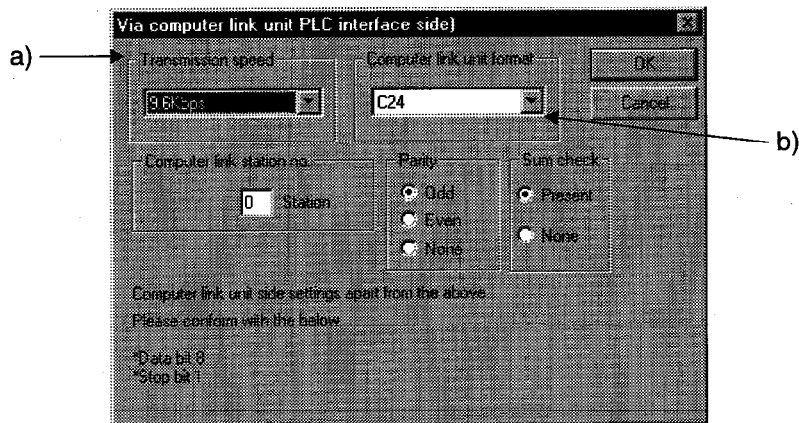 Via computer link unit PLC interface side)
a)
Transmission speed
Computer link unit format
OK
9.6Kbps
C24
Cancel
b)
Computer link station no.
Parity
Sum check
0 Station
Odd
Present
Even
None
None
Computer link unit side settings apart from the above
Please conform with the below
*Data bit 8
*Stop bit 1